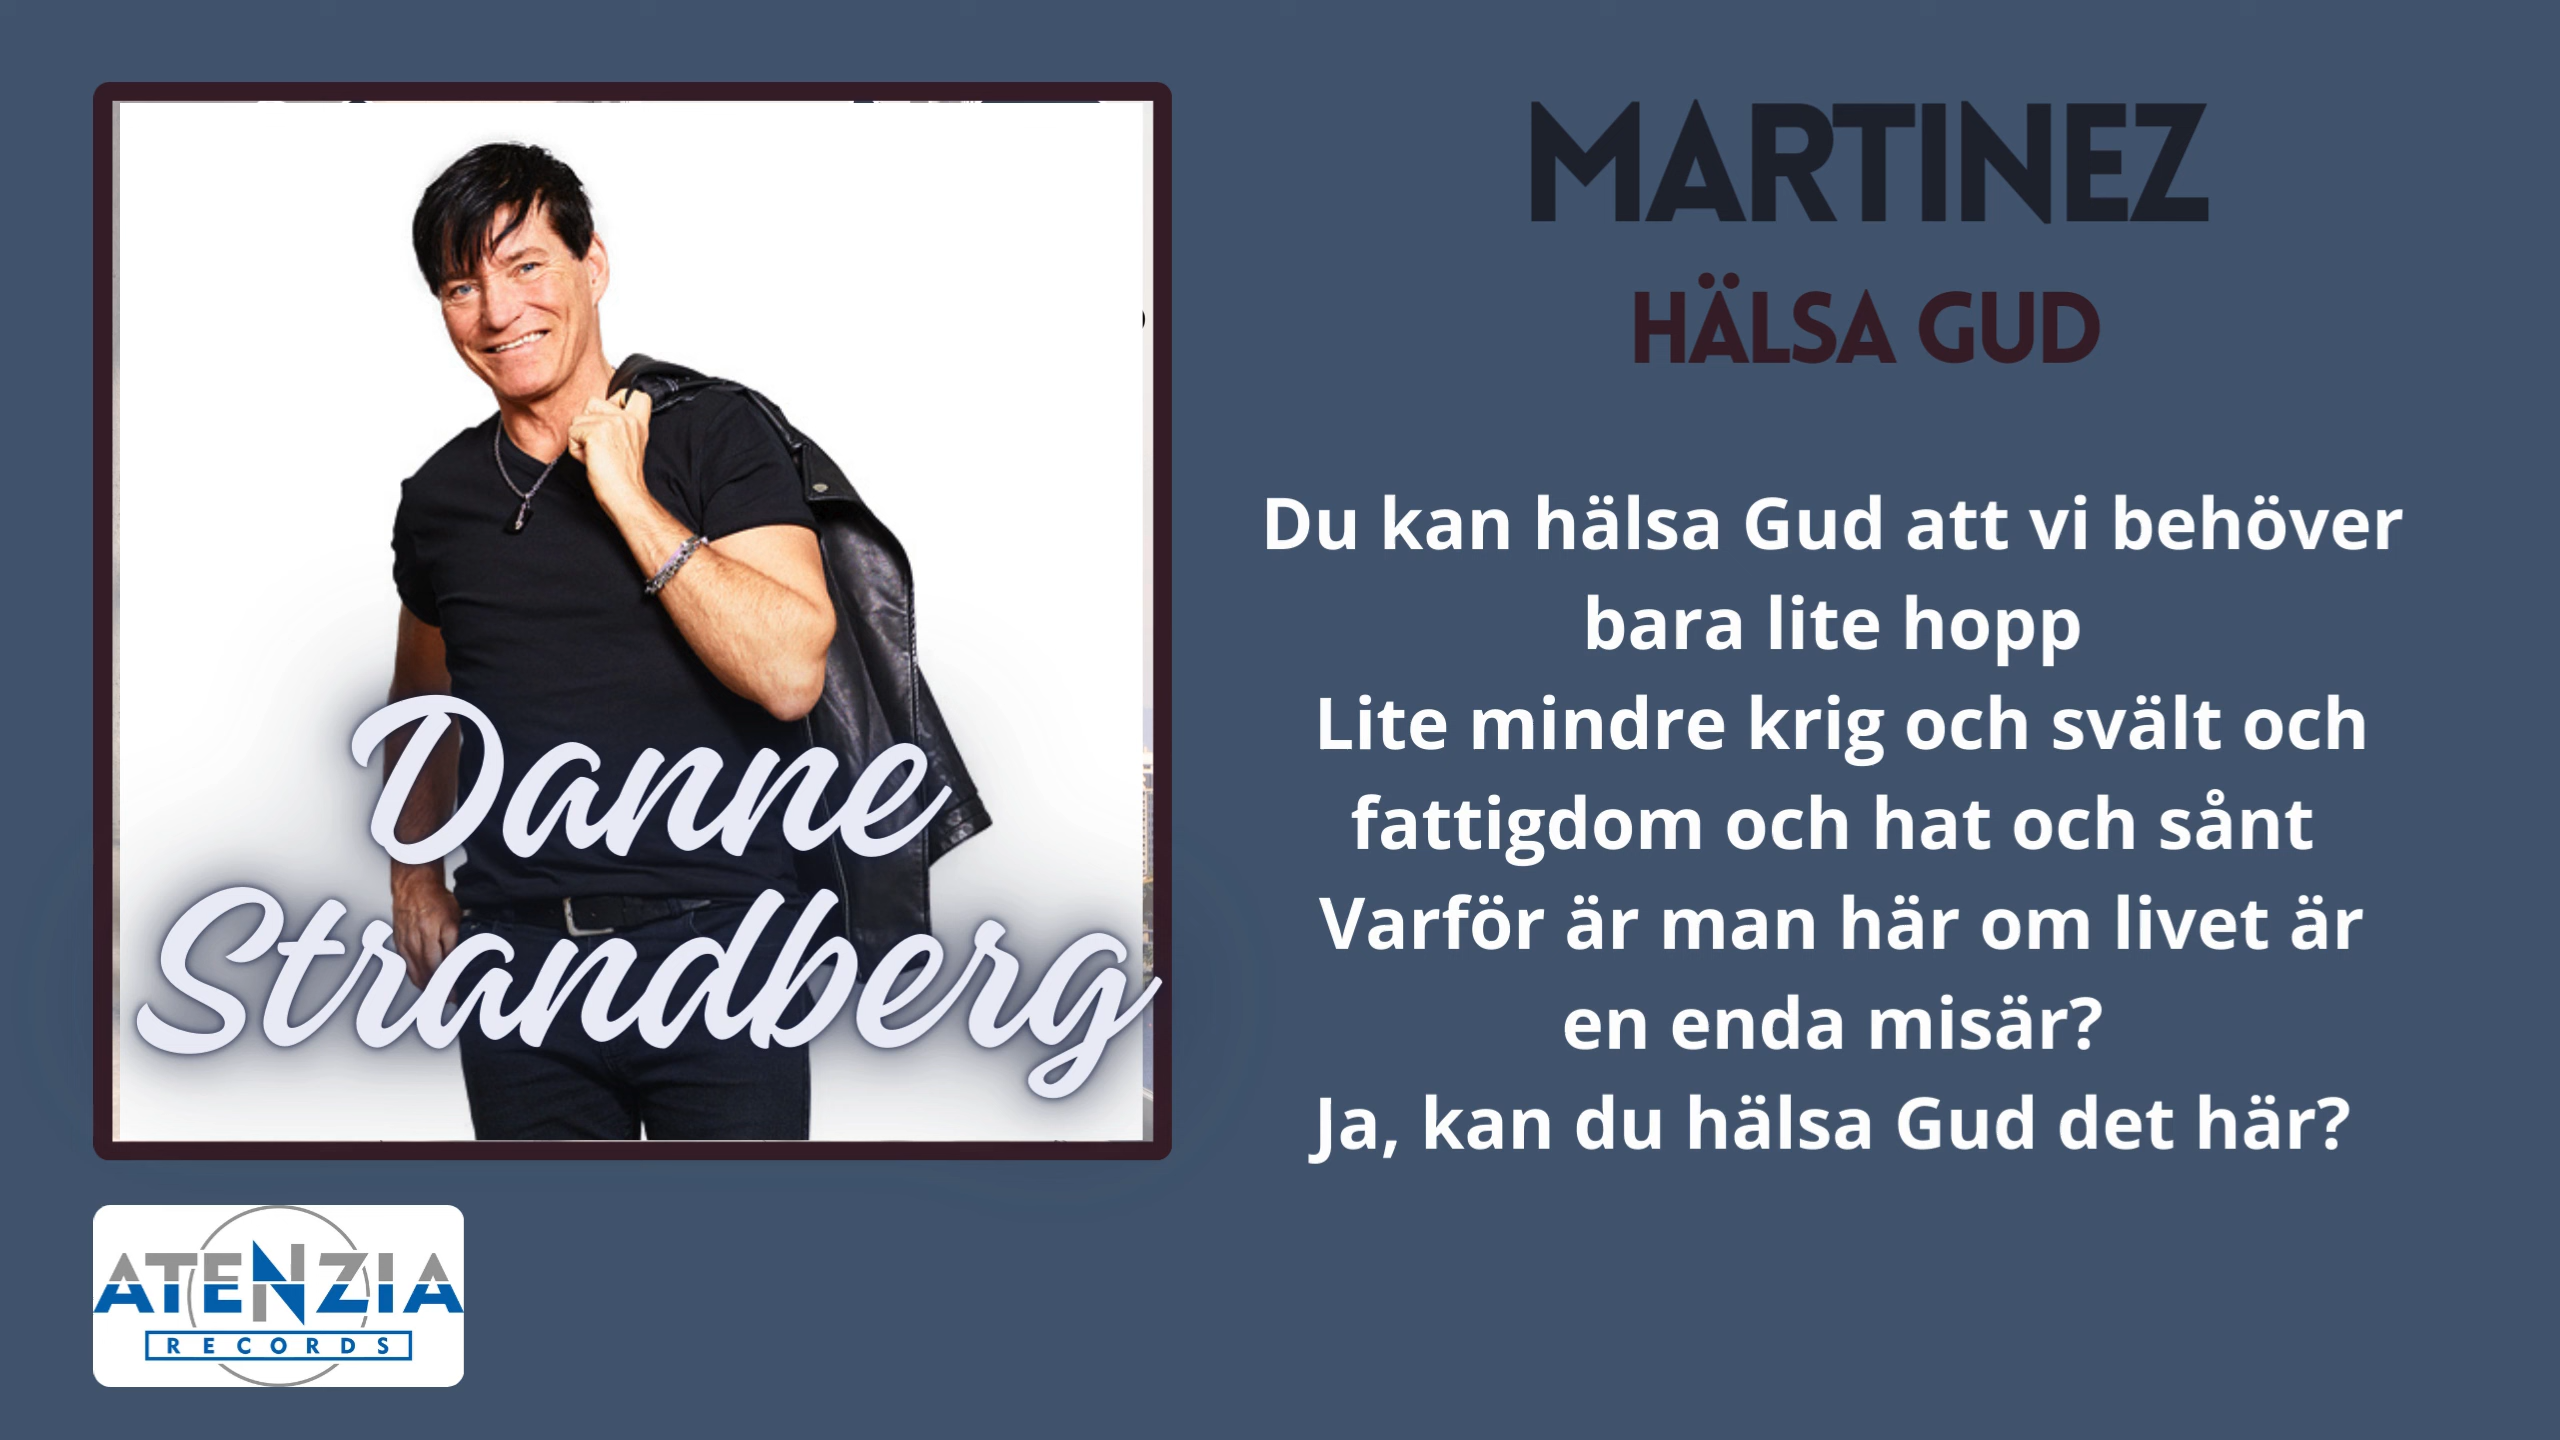 MARTINEZ
HÄLSA GUD
Du kan hälsa Gud att vi behöver
bara lite hopp
Lite mindre krig och svält och
fattigdom och hat och sånt
Varför är man här om livet är
en enda misär?
Ja, kan du hälsa Gud det här?
Danne
Strandberg
ATENZIA
RECORDS